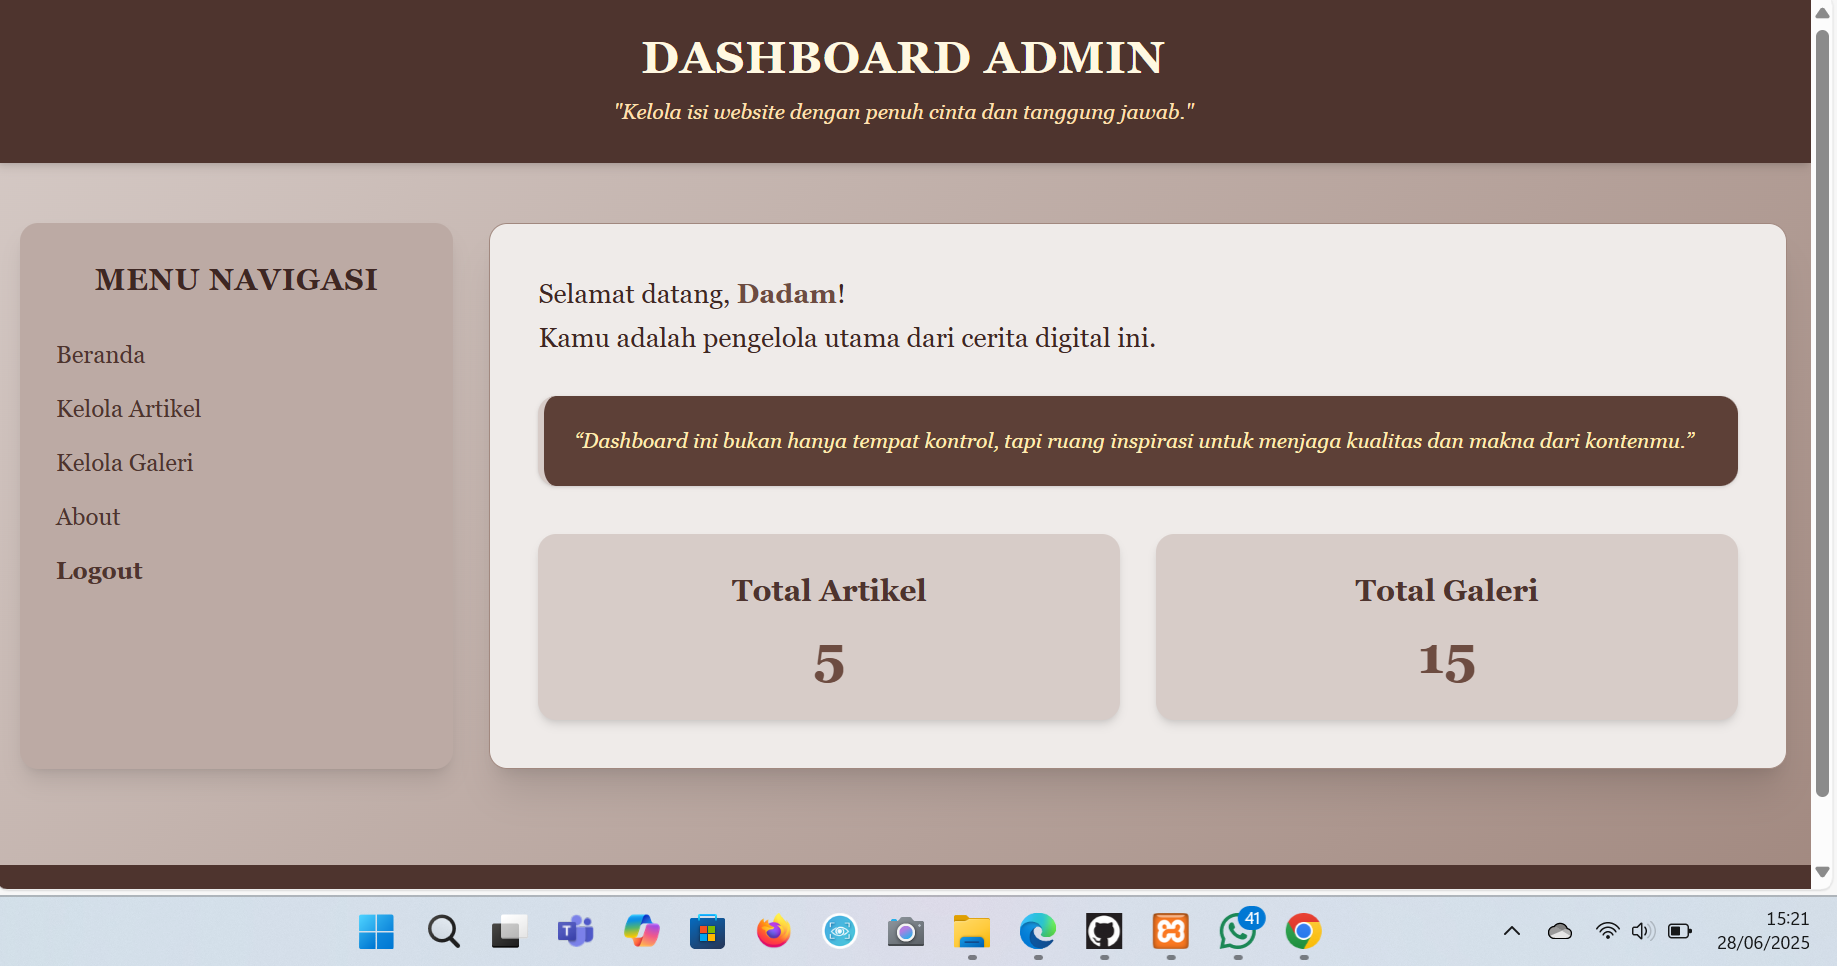 DASHBOARD ADMIN
"Kelola isi website dengan penuh cinta dan tanggung jawab."
MENU NAVIGASI
Beranda
Kelola Artikel
Kelola Galeri
About
Logout
Selamat datang, Dadam!
Kamu adalah pengelola utama dari cerita digital ini.
“Dashboard ini bukan hanya tempat kontrol, tapi ruang inspirasi untuk menjaga kualitas dan makna dari kontenmu.”
Total Artikel
5
Total Galeri
15
41
15:21
28/06/2025